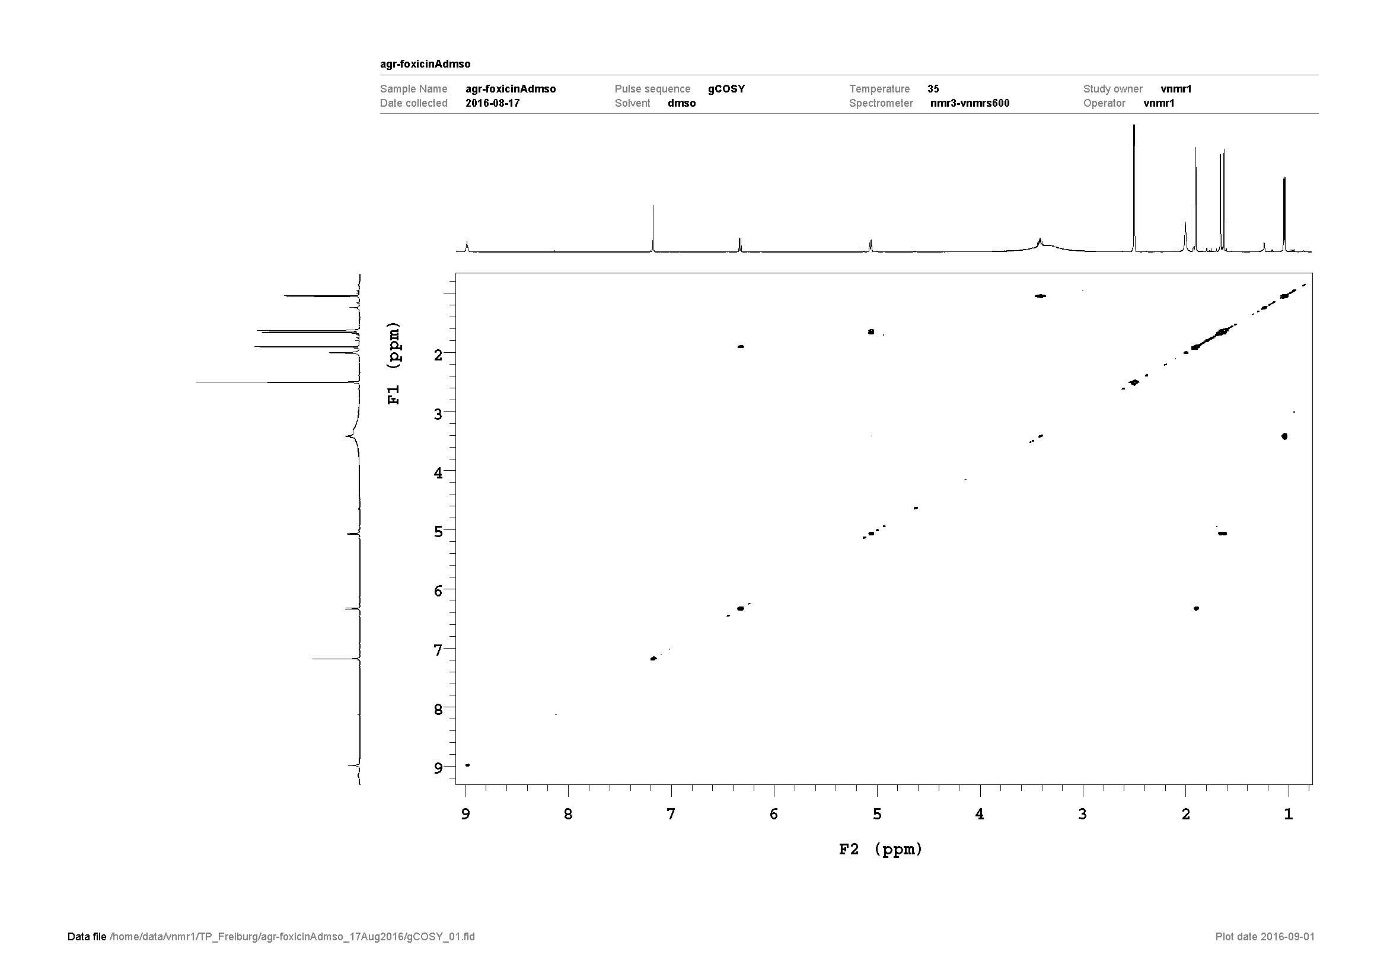 agr-foxicinAdmso
Sample Name agr-foxicinAdmso Pulse sequence gCOSY Temperature 35 Study owner vnmr1
Date collected 2016-08-17 Solvent dmso Spectrometer nmr3-vnmrs600 Operator vnmr1
F1 (ppm)
2
3
4
5
6
7
8
9
9 8 7 6 5 4 3 2 1
F2 (ppm)
Data file /home/data/vnmr1/TP_Freiburg/agr-foxicinAdmso_17Aug2016/gCOSY_01.fid Plot date 2016-09-01